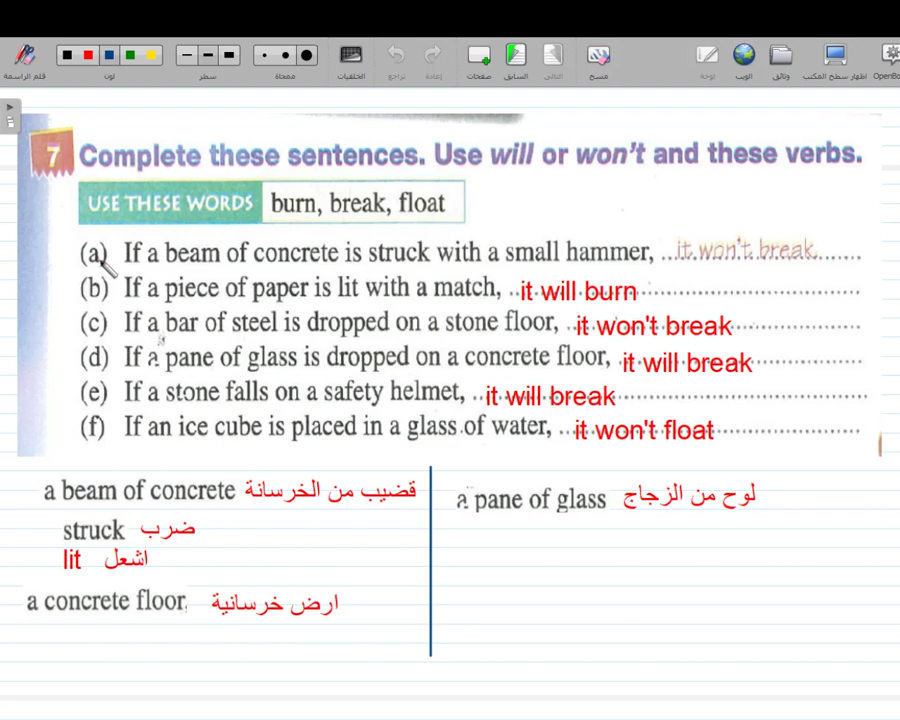 قلم الراسمة
لون
سطر
ممحاة
الخلفيات
تراجع
إعادة
صفحات
السابق
التالي
مسح
لوحة
الويب
وثائق
اظهار سطح المكتب
OpenBo
7 Complete these sentences. Use will or won't and these verbs.
USE THESE WORDS burn, break, float
(a) If a beam of concrete is struck with a small hammer, ..it won't break.......
(b) If a piece of paper is lit with a match, ..it will burn
(c) If a bar of steel is dropped on a stone floor, ..it won't break
(d) If a pane of glass is dropped on a concrete floor, it will break
(e) If a stone falls on a safety helmet, ..it will break
(f) If an ice cube is placed in a glass of water, ...it won't float
a beam of concrete قضيب من الخرسانة
struck ضرب
lit اشعل
a concrete floor, ارض خرسانية
a pane of glass لوح من الزجاج